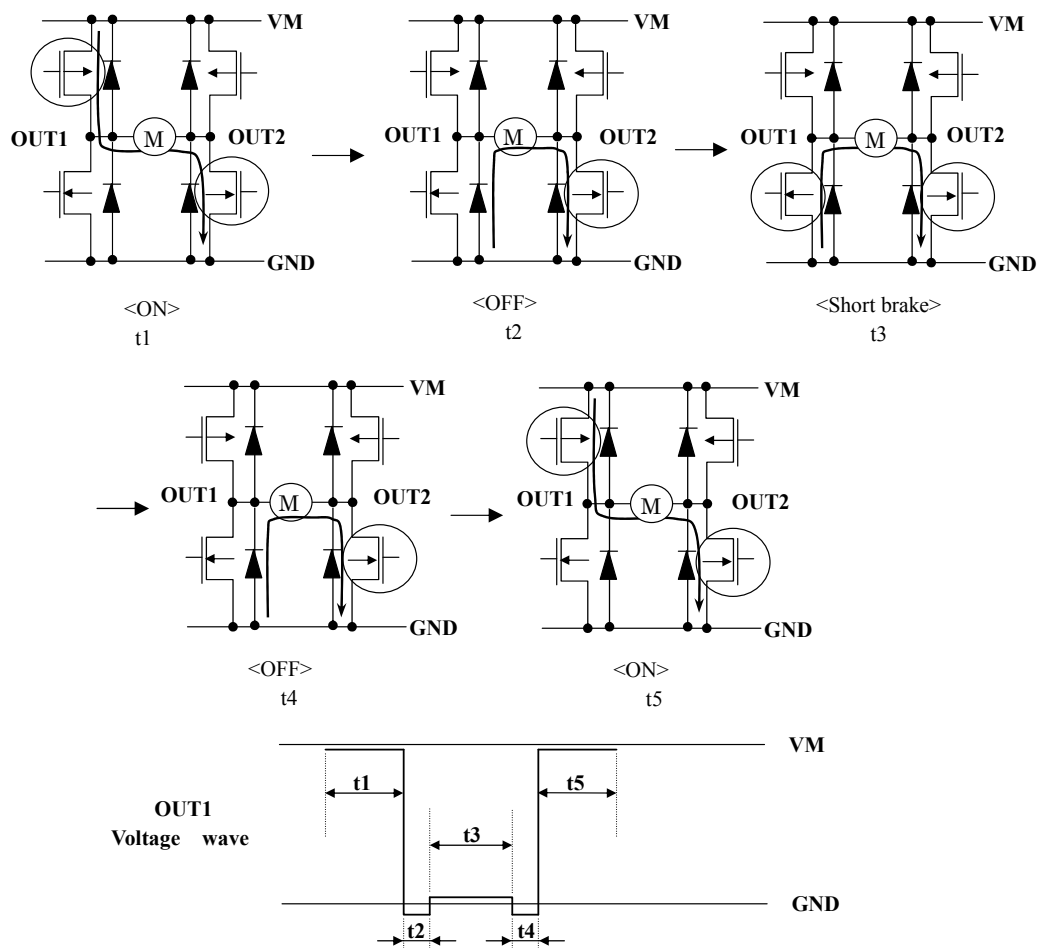 VM
VM
VM
M
M
M
OUT1
OUT2
OUT1
OUT2
OUT1
OUT2
GND
GND
GND
<ON>
<OFF>
<Short brake>
t1
t2
t3
VM
VM
OUT1
M
OUT2
OUT1
M
OUT2
GND
GND
<OFF>
<ON>
t4
t5
VM
t1
t5
OUT1
Voltage wave
t3
GND
t2
t4